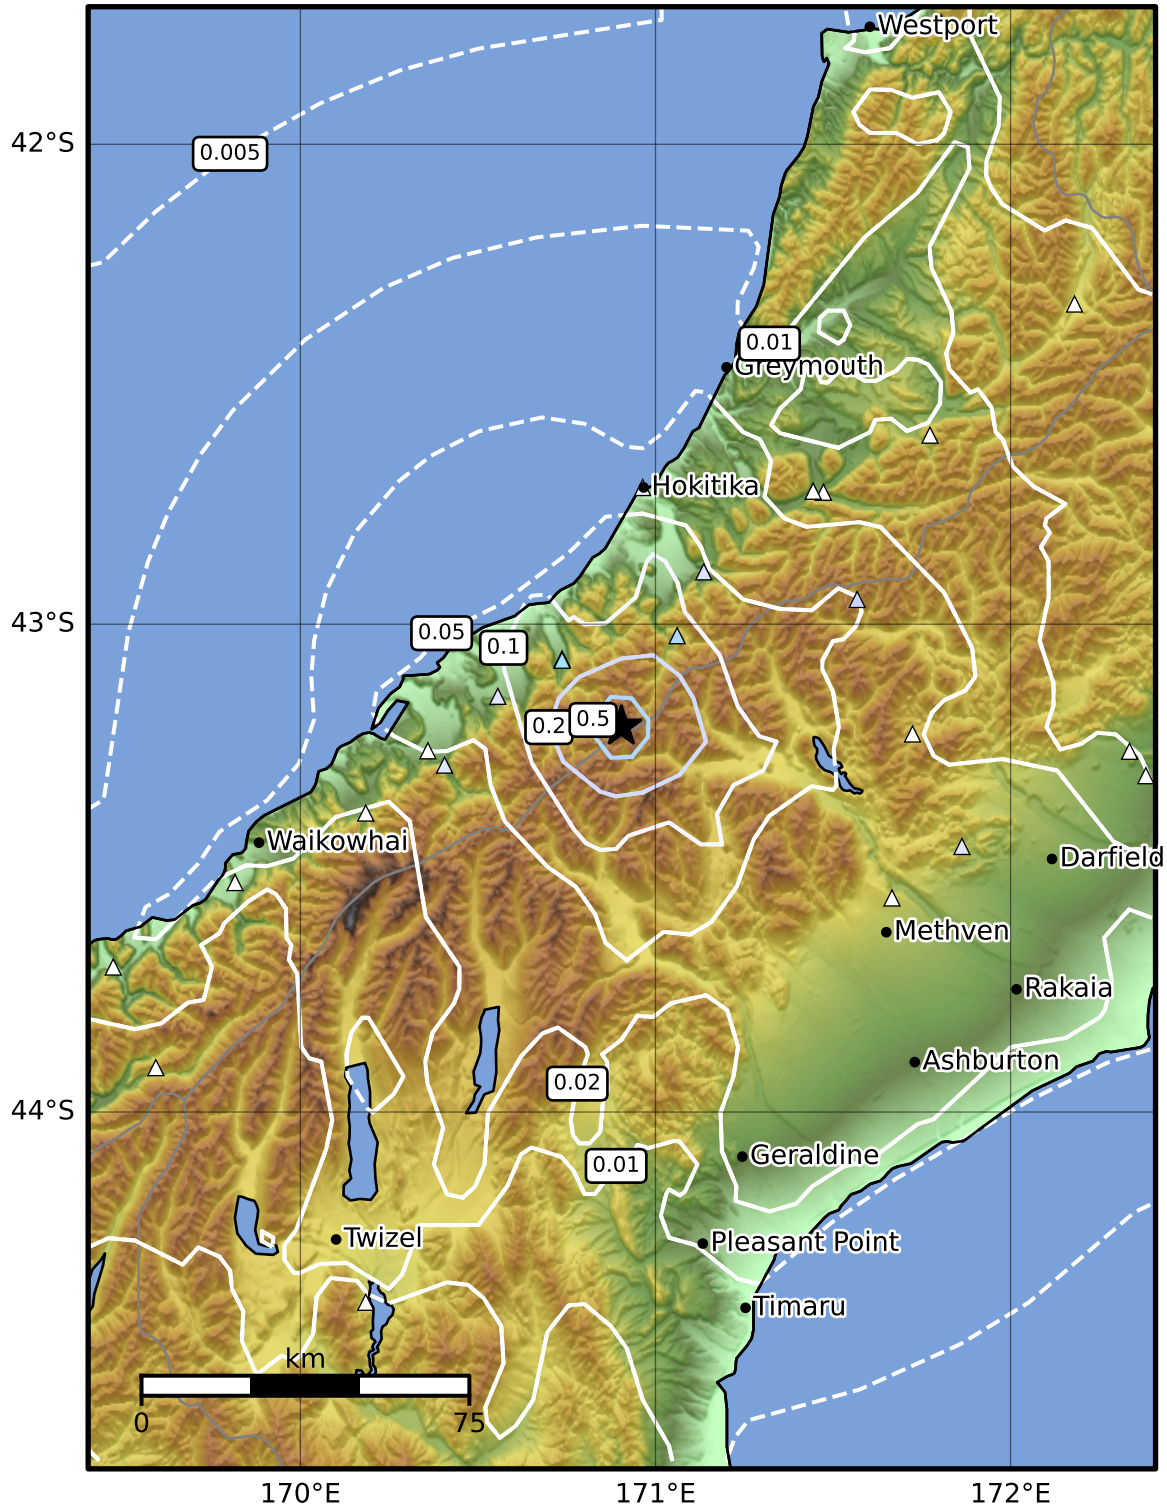 Westport
42°S
0.005
0.01
Greymouth
Hokitika
43°S
0.05
0.1
0.2
0.5
Waikowhai
Darfield
Methven
Rakaia
Ashburton
0.02
44°S
0.01
Geraldine
Twizel
Pleasant Point
Timaru
km
0
75
170°E
171°E
172°E